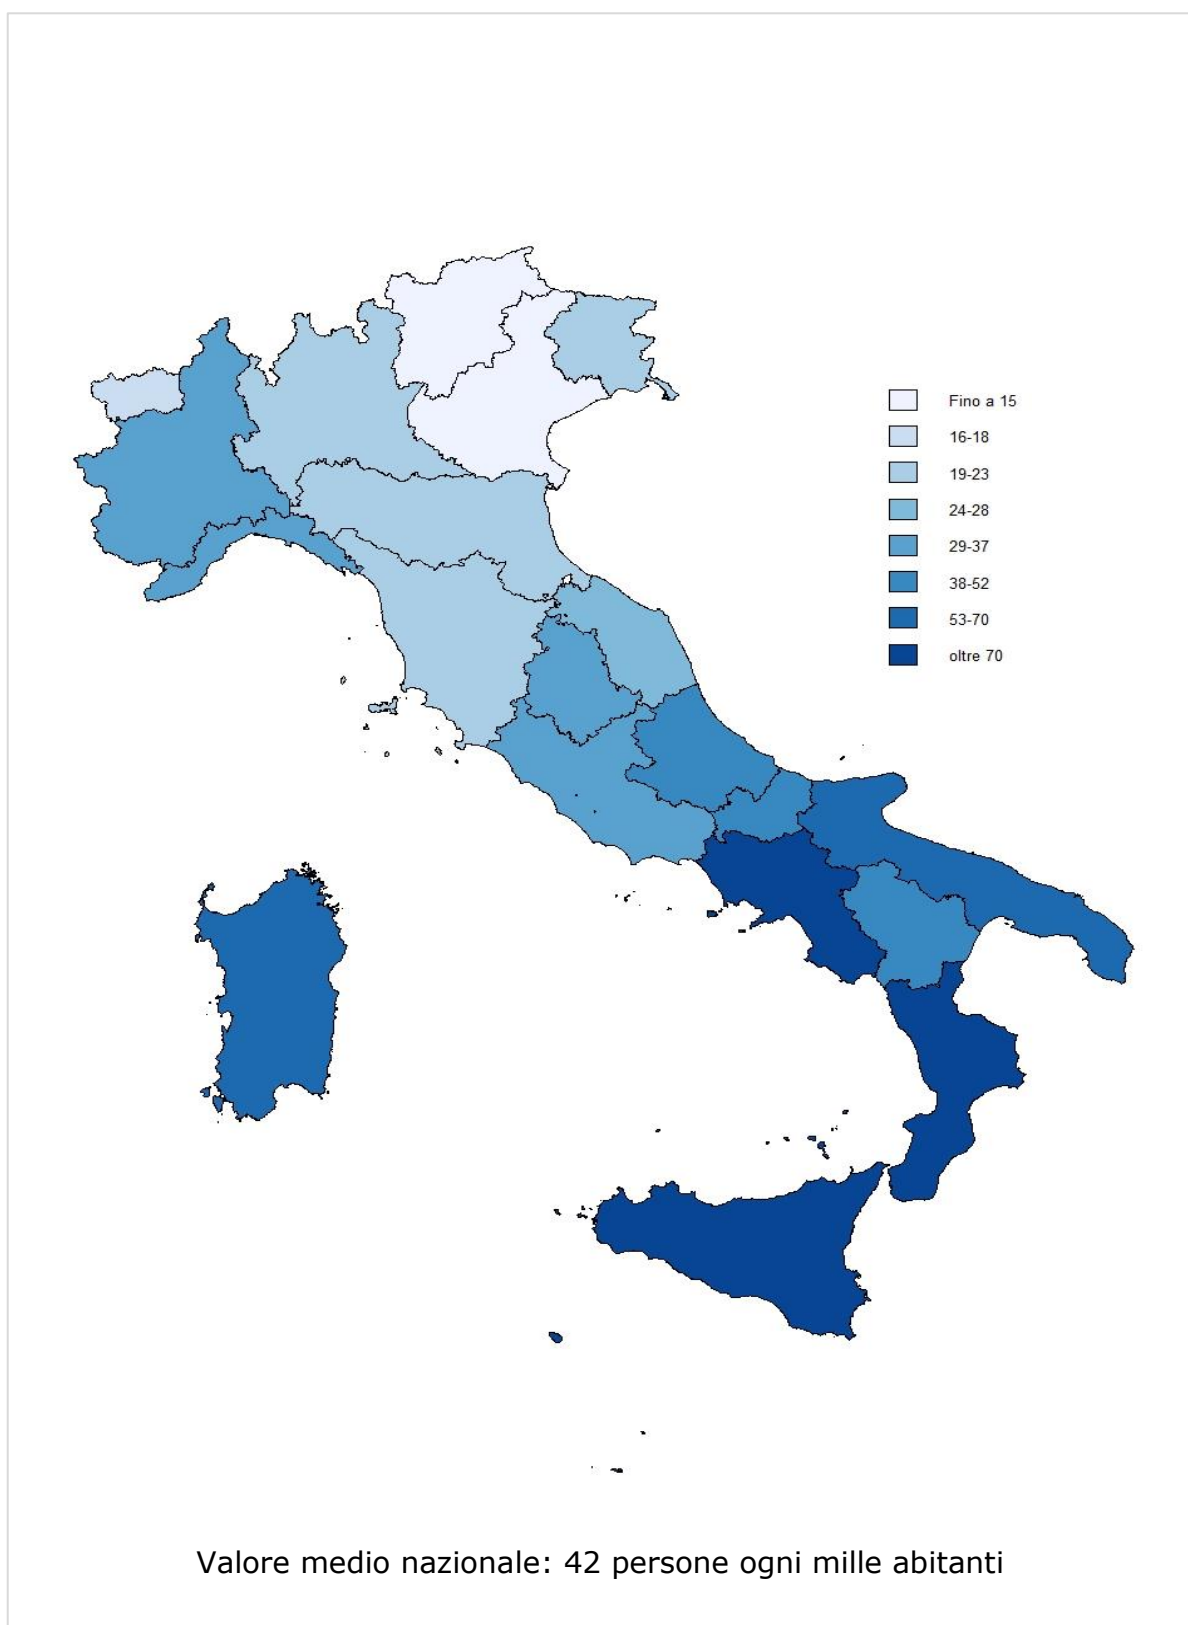 Fino a 15
16-18
19-23
24-28
29-37
38-52
53-70
oltre 70
Valore medio nazionale: 42 persone ogni mille abitanti